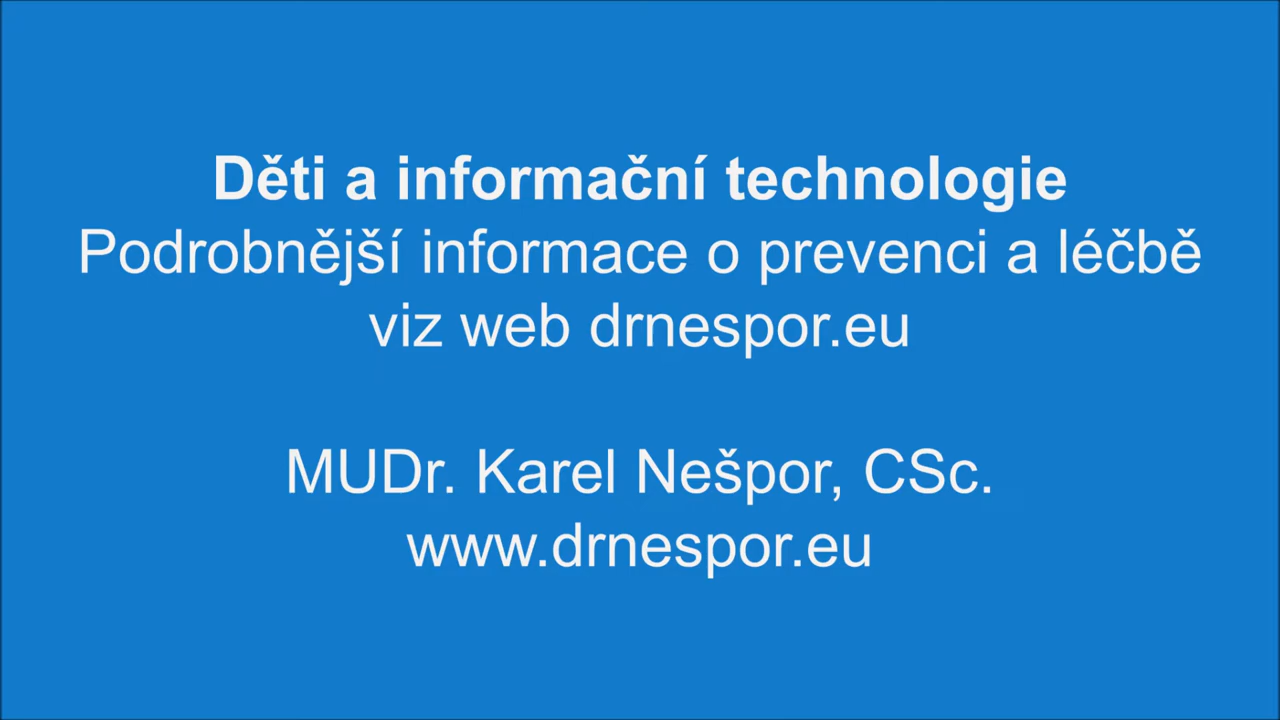 Děti a informační technologie
Podrobnější informace o prevenci a léčbě
viz web drnespor.eu
MUDr. Karel Nešpor, CSc.
www.drnespor.eu